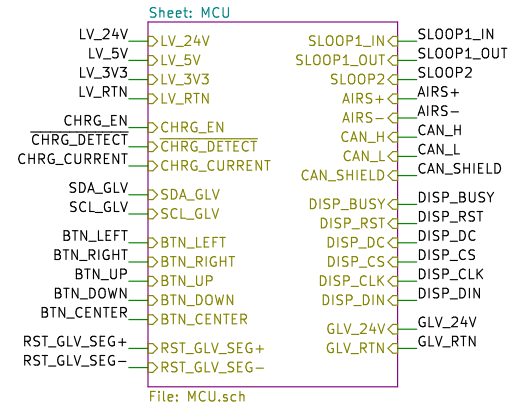 Sheet: MCU
LV_24V LV_24V SLOOP1_IN SLOOP1_IN
LV_5V LV_5V SLOOP1_OUT SLOOP1_OUT
LV_3V3 LV_3V3 SLOOP2 SLOOP2
LV_RTN LV_RTN AIRS+ AIRS+
AIRS- AIRS-
CHRG_EN CHRG_EN CAN_H CAN_H
CHRG_DETECT CHRG_DETECT CAN_L CAN_L
CHRG_CURRENT CHRG_CURRENT CAN_SHIELD CAN_SHIELD
SDA_GLV SDA_GLV DISP_BUSY DISP_BUSY
SCL_GLV SCL_GLV DISP_RST DISP_RST
BTN_LEFT BTN_LEFT DISP_DC DISP_DC
BTN_RIGHT BTN_RIGHT DISP_CS DISP_CS
BTN_UP BTN_UP DISP_CLK DISP_CLK
BTN_DOWN BTN_DOWN DISP_DIN DISP_DIN
BTN_CENTER BTN_CENTER GLV_24V GLV_24V
RST_GLV_SEG+ RST_GLV_SEG+ GLV_RTN GLV_RTN
RST_GLV_SEG- RST_GLV_SEG-
File: MCU.sch